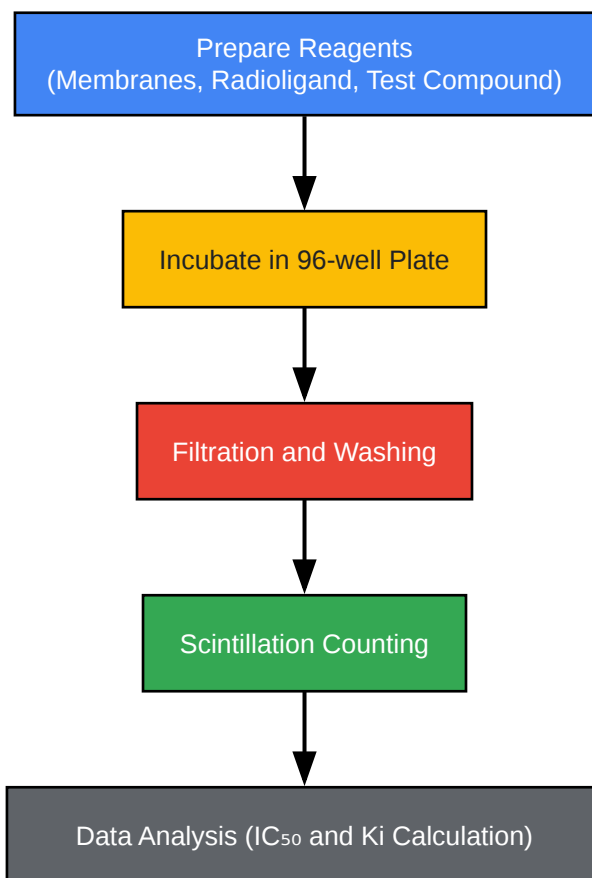 Prepare Reagents
(Membranes, Radioligand, Test Compound)
Incubate in 96-well Plate
Filtration and Washing
Scintillation Counting
Data Analysis (IC₅₀ and Ki Calculation)